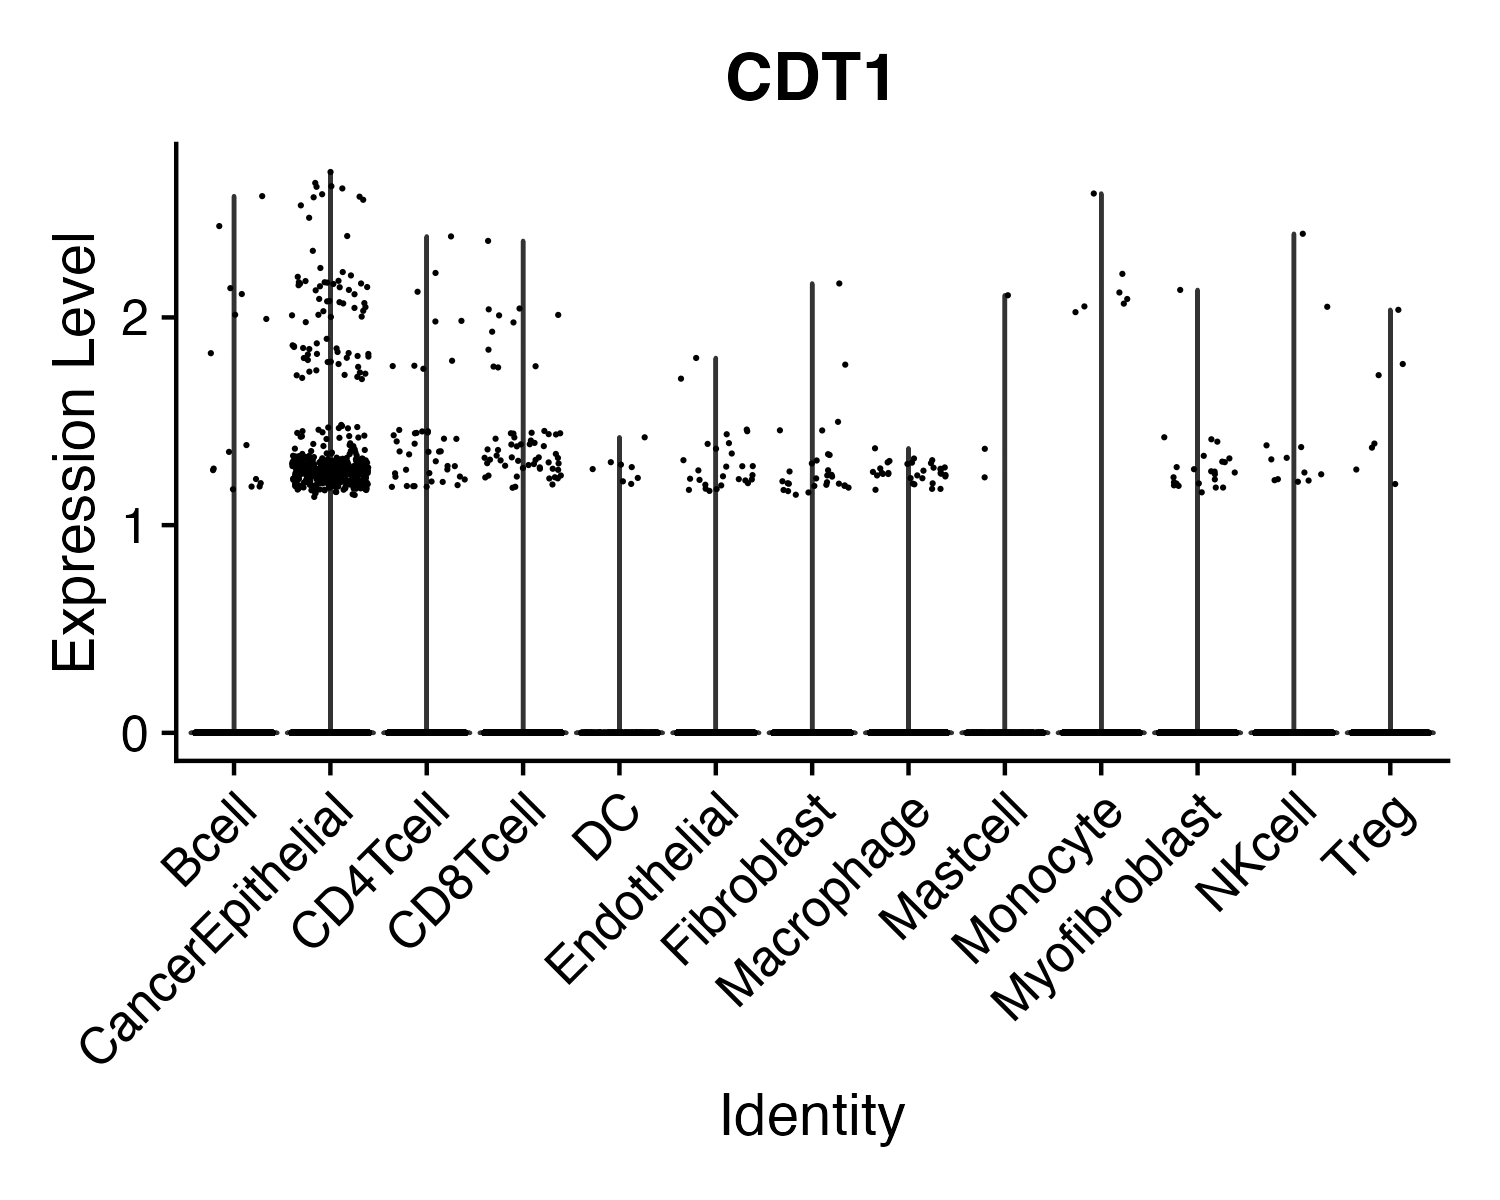 CDT1
Expression Level
2
1
0
Bcell
CancerEpithelial
CD4Tcell
CD8Tcell
DC
Endothelial
Fibroblast
Macrophage
Mastcell
Monocyte
Myofibroblast
NKcell
Treg
Identity